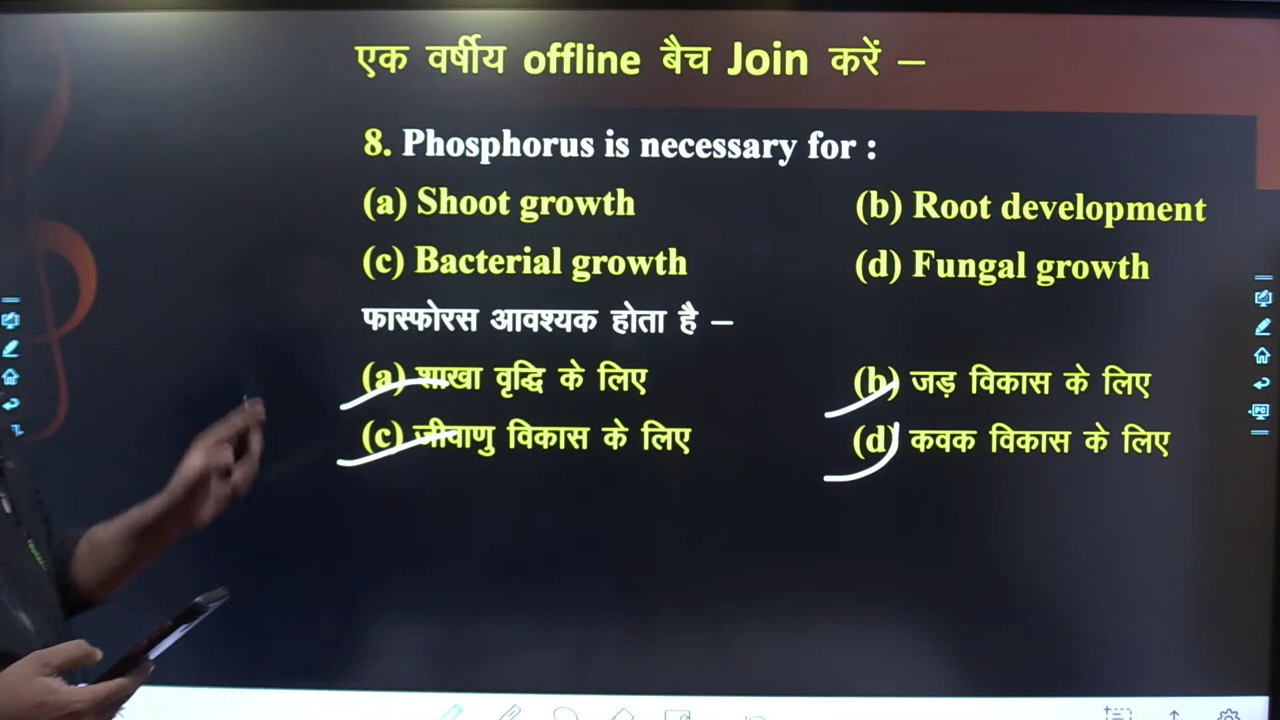 एक वर्षीय offline बैच Join करें –
8. Phosphorus is necessary for :
(a) Shoot growth (b) Root development
(c) Bacterial growth (d) Fungal growth
फास्फोरस आवश्यक होता है –
(a) शाखा वृद्धि के लिए (b) जड़ विकास के लिए
(c) जीवाणु विकास के लिए (d) कवक विकास के लिए